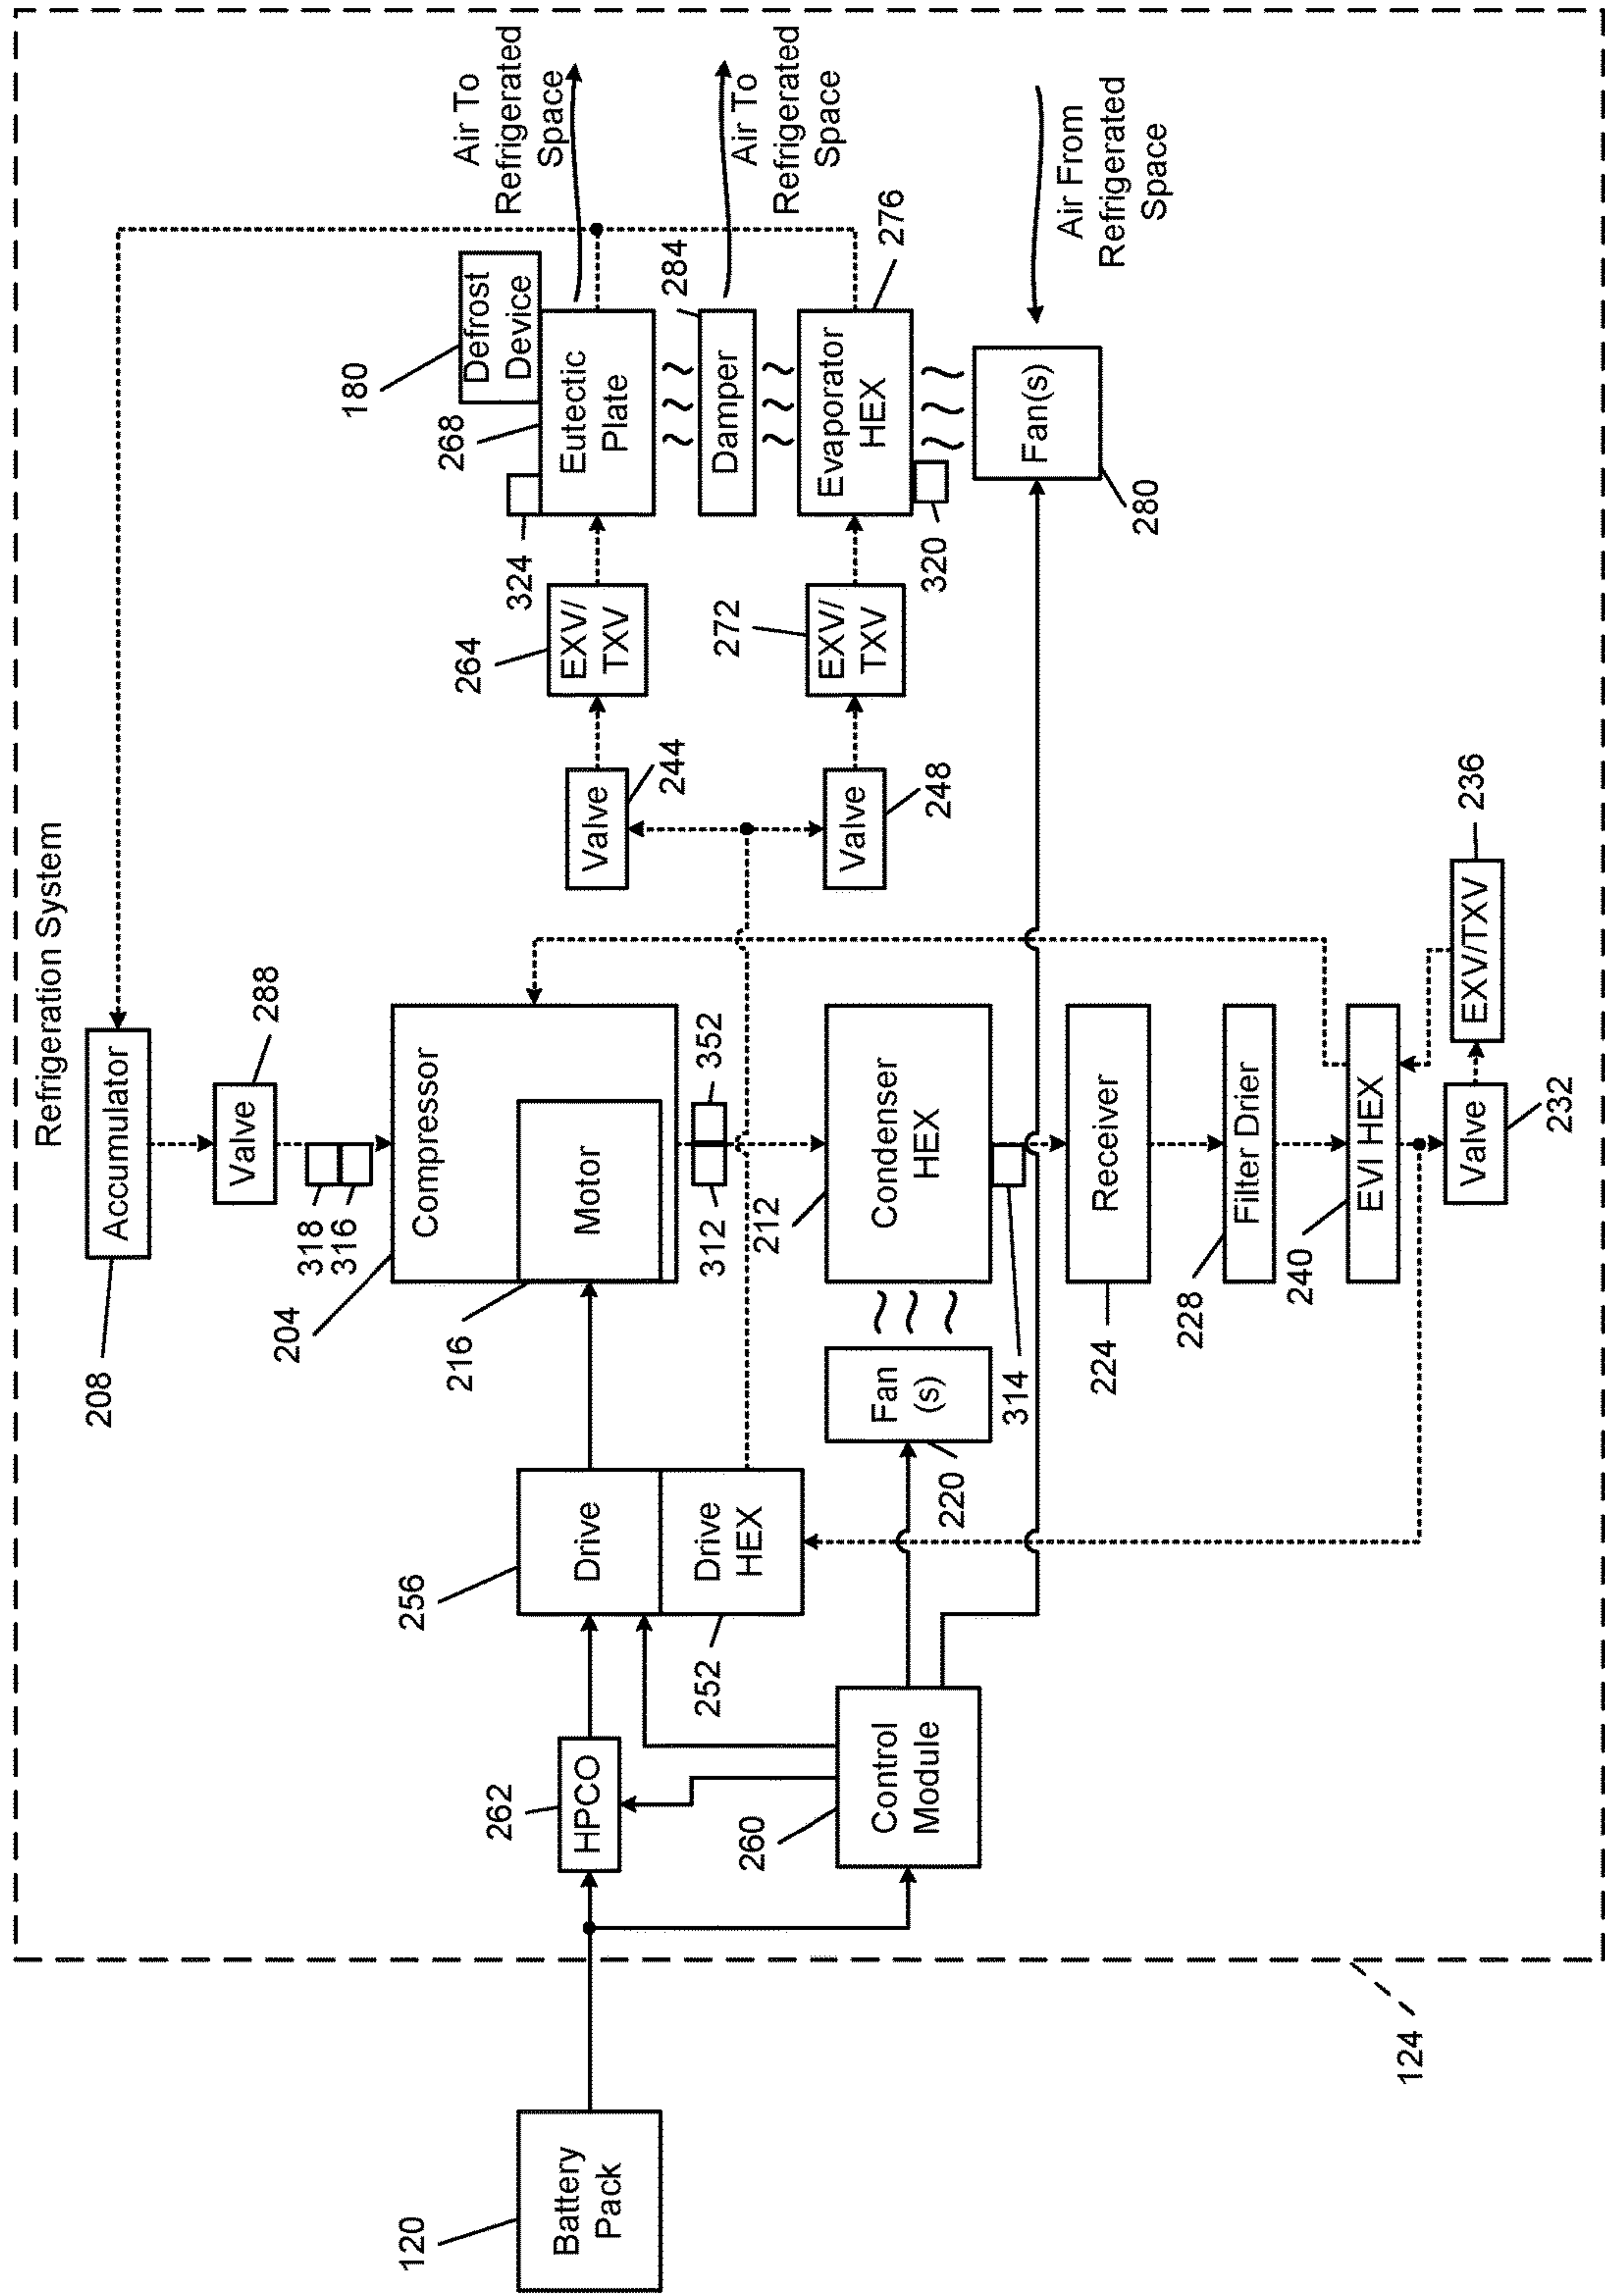 Refrigeration System
Accumulator
208
Valve
288
318
316
Compressor
204
Motor
216
312
352
Condenser
HEX
212
Fan
(s)
220
314
Receiver
224
Filter Drier
228
EVI HEX
240
Valve
232
EXV/TXV
236
Battery
Pack
120
124
HPCO
262
Control
Module
260
Drive
256
Drive
HEX
252
Valve
244
Valve
248
EXV/
TXV
264
EXV/
TXV
272
Defrost
Device
180
Eutectic
Plate
268
324
Damper
284
Evaporator
HEX
276
320
Fan(s)
280
Air To
Refrigerated
Space
Air To
Refrigerated
Space
Air From
Refrigerated
Space